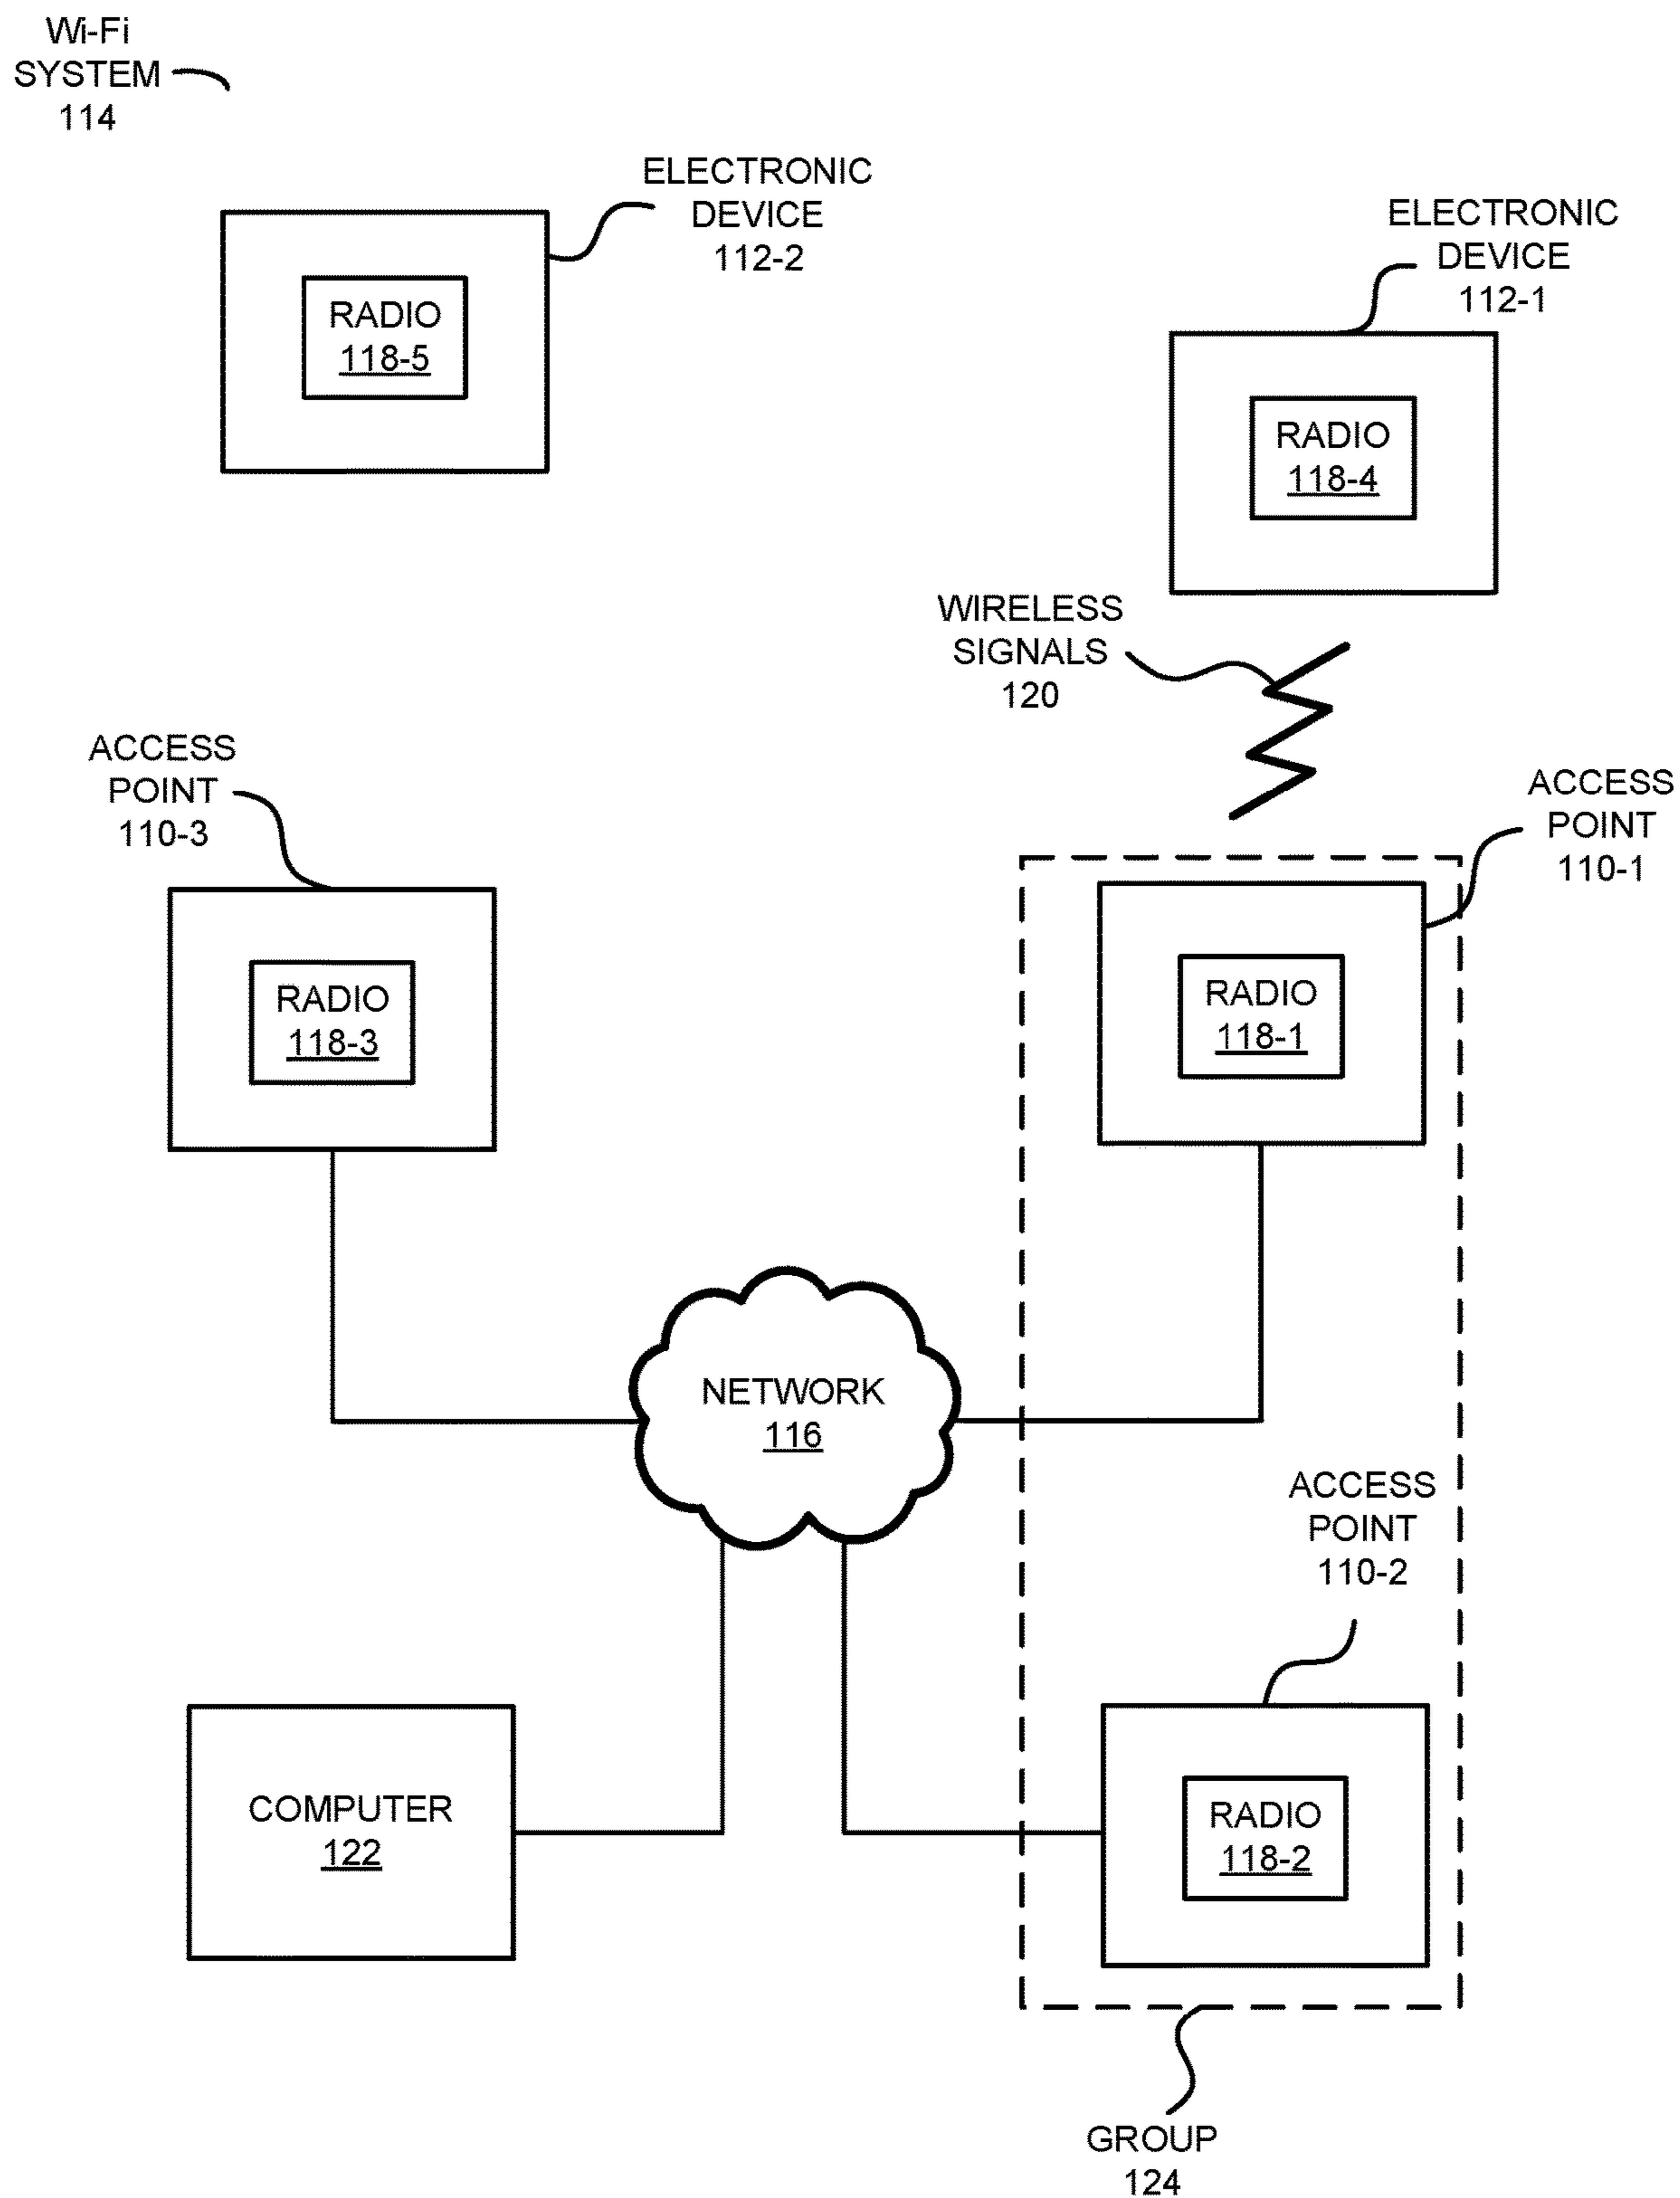 Wi-Fi
SYSTEM
114
ELECTRONIC
DEVICE
112-2
RADIO
118-5
ELECTRONIC
DEVICE
112-1
RADIO
118-4
WIRELESS
SIGNALS
120
ACCESS
POINT
110-3
RADIO
118-3
ACCESS
POINT
110-1
RADIO
118-1
NETWORK
116
ACCESS
POINT
110-2
RADIO
118-2
COMPUTER
122
GROUP
124